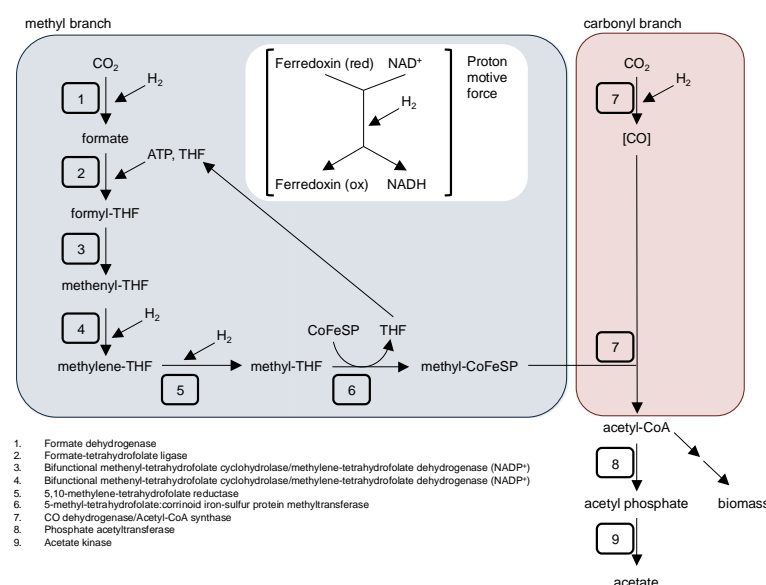 methyl branch
carbonyl branch
CO2
H2
1
formate
2
ATP, THF
formyl-THF
3
methenyl-THF
4
H2
methylene-THF
H2
5
methyl-THF
CoFeSP
THF
6
methyl-CoFeSP
Ferredoxin (red)
NAD+
H2
Ferredoxin (ox)
NADH
Proton
motive
force
CO2
H2
7
[CO]
7
acetyl-CoA
8
acetyl phosphate
biomass
9
acetate
1. Formate dehydrogenase
2. Formate-tetrahydrofolate ligase
3. Bifunctional methenyl-tetrahydrofolate cyclohydrolase/methylene-tetrahydrofolate dehydrogenase (NADP+)
4. Bifunctional methenyl-tetrahydrofolate cyclohydrolase/methylene-tetrahydrofolate dehydrogenase (NADP+)
5. 5,10-methylene-tetrahydrofolate reductase
6. 5-methyl-tetrahydrofolate:corrinoid iron-sulfur protein methyltransferase
7. CO dehydrogenase/Acetyl-CoA synthase
8. Phosphate acetyltransferase
9. Acetate kinase